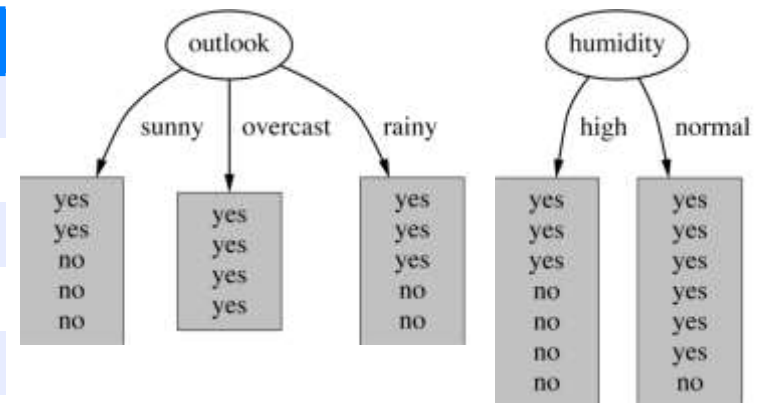 outlook
sunny
overcast
rainy
yes
yes
no
no
no
yes
yes
yes
yes
yes
yes
yes
no
no
humidity
high
normal
yes
yes
yes
no
no
no
no
yes
yes
yes
yes
yes
yes
no